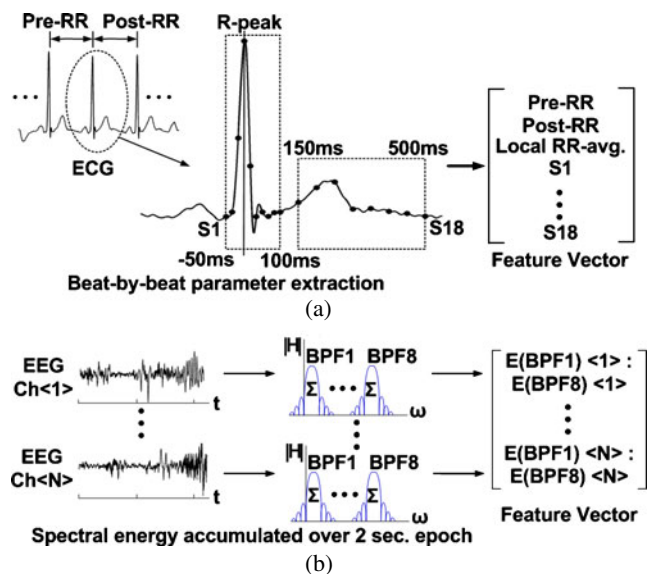 Pre-RR Post-RR
R-peak
ECG
150ms 500ms
S1
S18
-50ms 100ms
Beat-by-beat parameter extraction
Pre-RR
Post-RR
Local RR-avg.
S1
S18
Feature Vector
(a)
EEG
Ch<1>
t
|H| BPF1 BPF8
Σ Σ
ω
E(BPF1) <1> :
E(BPF8) <1>
EEG
Ch<N>
t
|H| BPF1 BPF8
Σ Σ
ω
E(BPF1) <N> :
E(BPF8) <N>
Feature Vector
Spectral energy accumulated over 2 sec. epoch
(b)